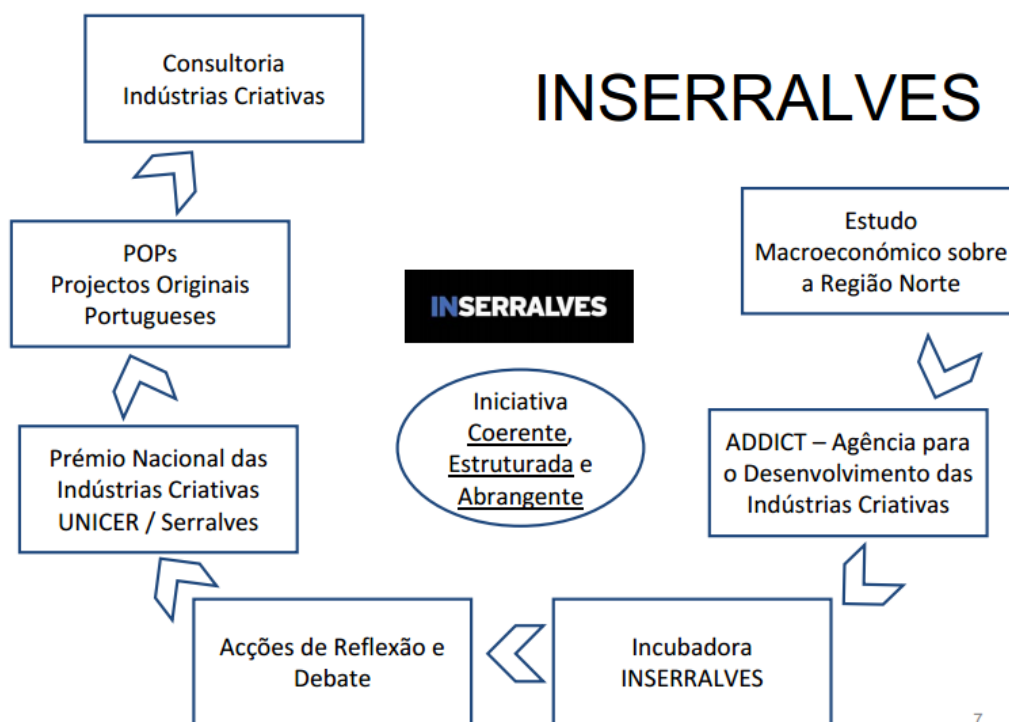 INSERRALVES
Consultoria
Indústrias Criativas
POPs
Projectos Originais
Portugueses
Prémio Nacional das
Indústrias Criativas
UNICER / Serralves
Acções de Reflexão e
Debate
Incubadora
INSERRALVES
ADDICT – Agência para
o Desenvolvimento das
Indústrias Criativas
Estudo
Macroeconómico sobre
a Região Norte
INSERRALVES
Iniciativa
Coerente,
Estruturada e
Abrangente
7